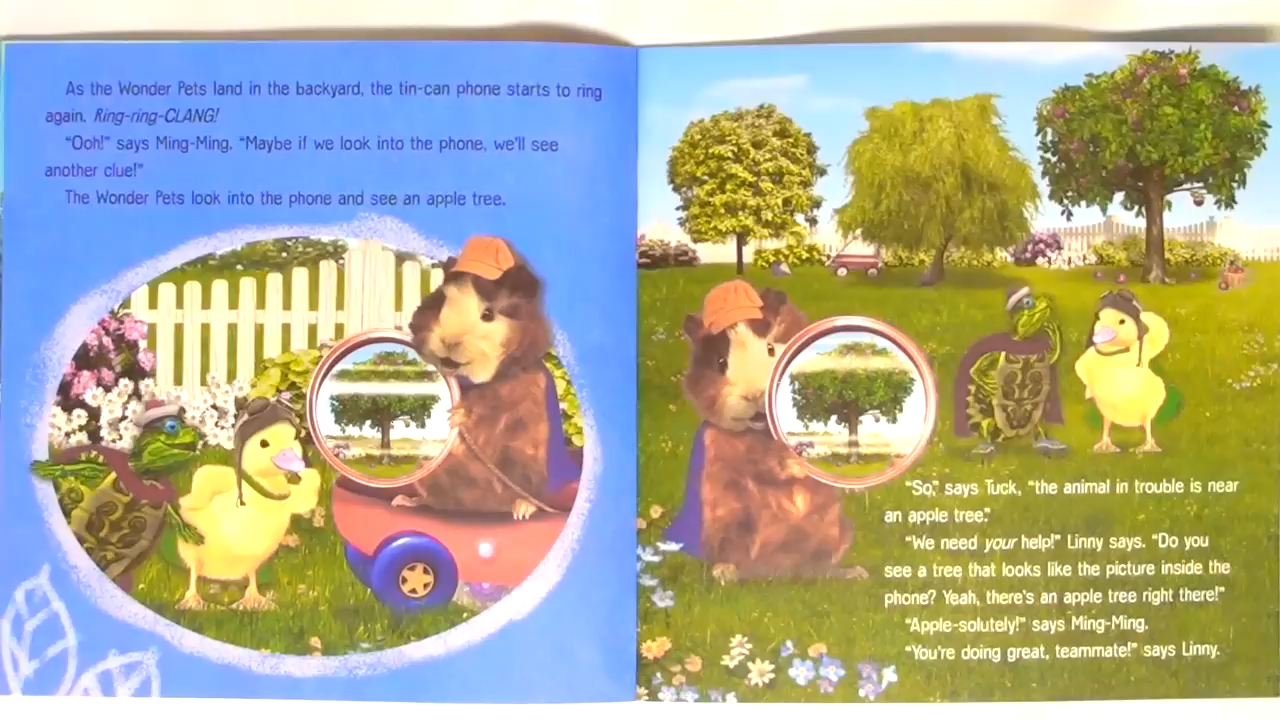 As the Wonder Pets land in the backyard, the tin-can phone starts to ring
again. Ring-ring-CLANG!
"Ooh!" says Ming-Ming. "Maybe if we look into the phone, we'll see
another clue!"
The Wonder Pets look into the phone and see an apple tree.
"So," says Tuck, "the animal in trouble is near
an apple tree."
"We need your help!" Linny says. "Do you
see a tree that looks like the picture inside the
phone? Yeah, there's an apple tree right there!"
"Apple-solutely!" says Ming-Ming.
"You're doing great, teammate!" says Linny.